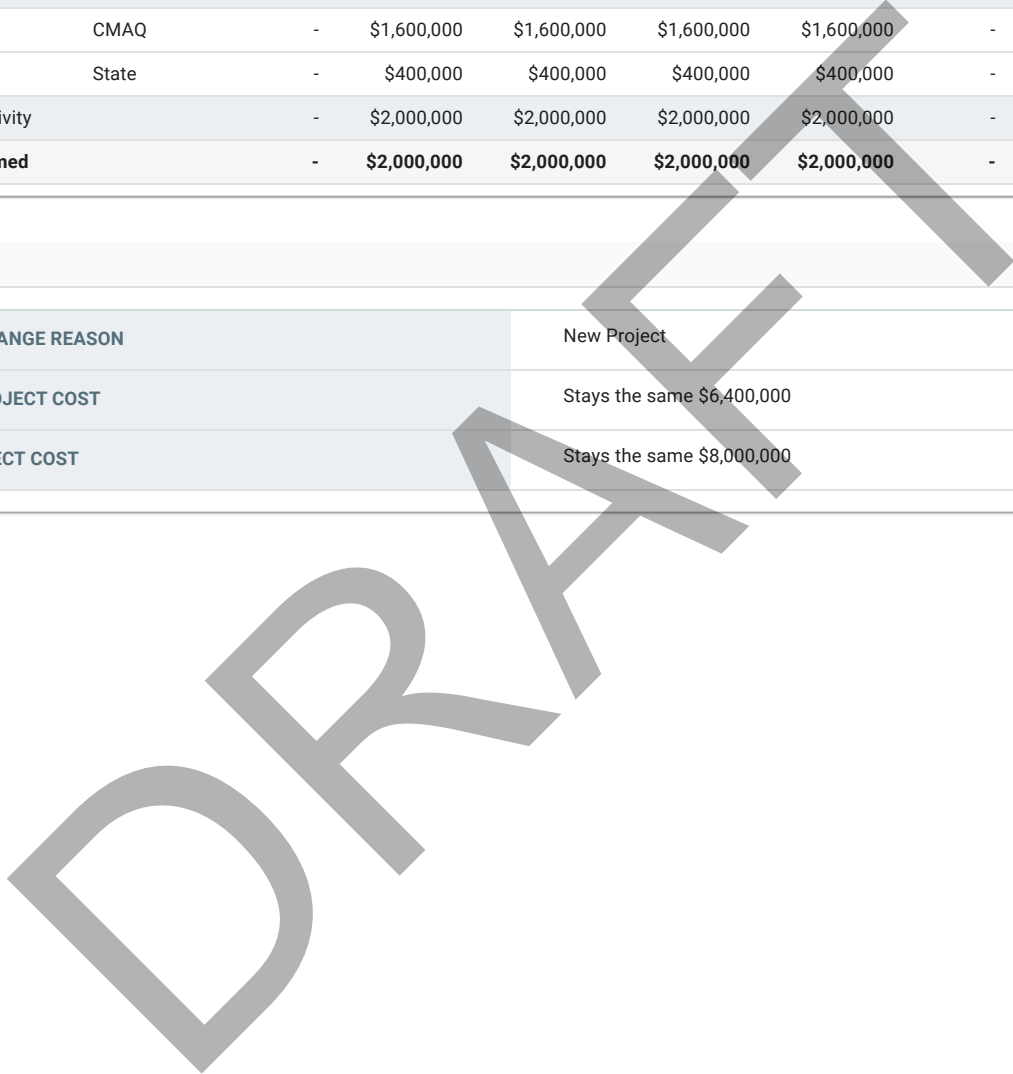 CMAQ - $1,600,000 $1,600,000 $1,600,000 $1,600,000 -
State - $400,000 $400,000 $400,000 $400,000 -
ivity - $2,000,000 $2,000,000 $2,000,000 $2,000,000 -
med - $2,000,000 $2,000,000 $2,000,000 $2,000,000 -
ANGE REASON New Project
OJECT COST Stays the same $6,400,000
ECT COST Stays the same $8,000,000
DRAFT